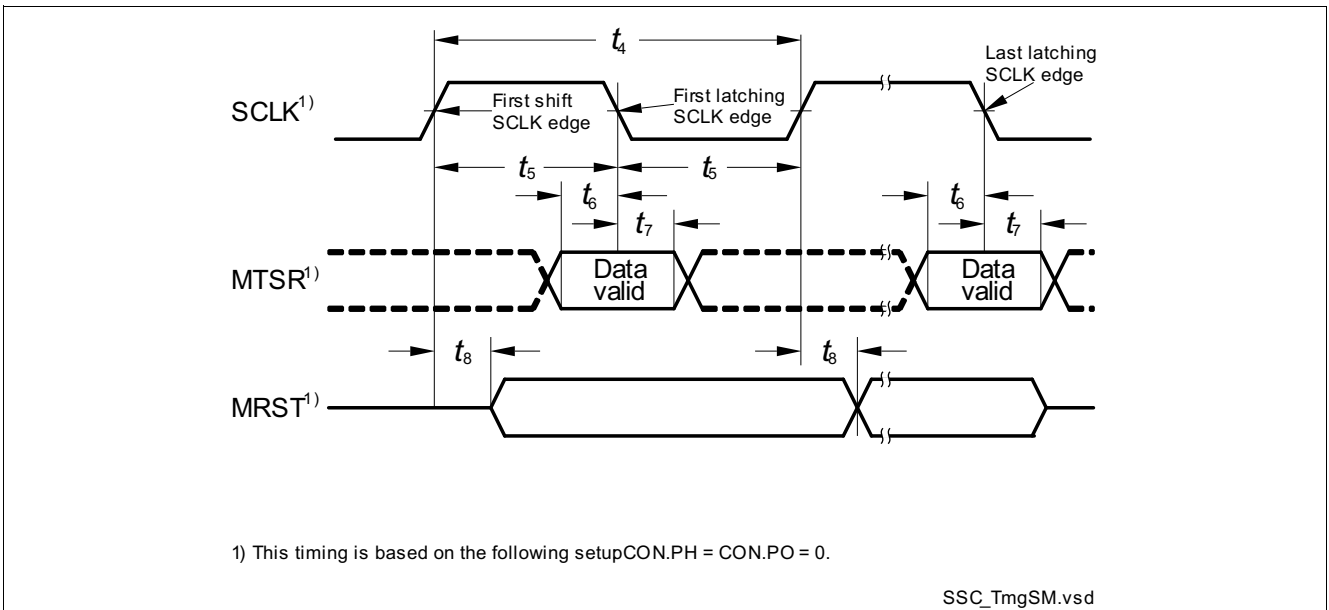 t4
Last latching
SCLK edge
SCLK1)
First shift
SCLK edge
First latching
SCLK edge
t5
t5
t6
t7
t6
t7
MTSR1)
Data
valid
Data
valid
t8
t8
MRST1)
1) This timing is based on the following setupCON.PH = CON.PO = 0.
SSC_TmgSM.vsd